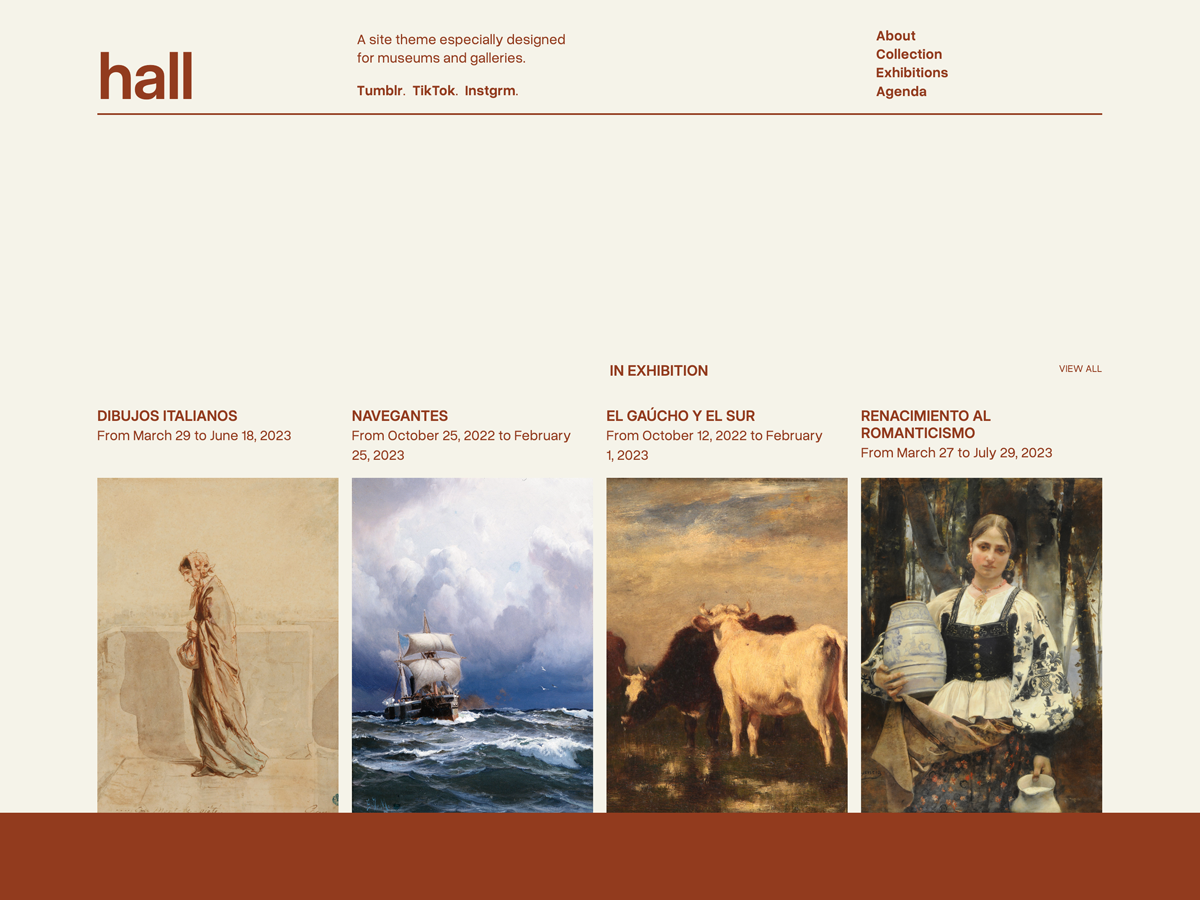 hall
A site theme especially designed
for museums and galleries.
Tumblr. TikTok. Instgrm.
About
Collection
Exhibitions
Agenda
IN EXHIBITION
VIEW ALL
DIBUJOS ITALIANOS
From March 29 to June 18, 2023
NAVEGANTES
From October 25, 2022 to February
25, 2023
EL GAÚCHO Y EL SUR
From October 12, 2022 to February
1, 2023
RENACIMIENTO AL
ROMANTICISMO
From March 27 to July 29, 2023